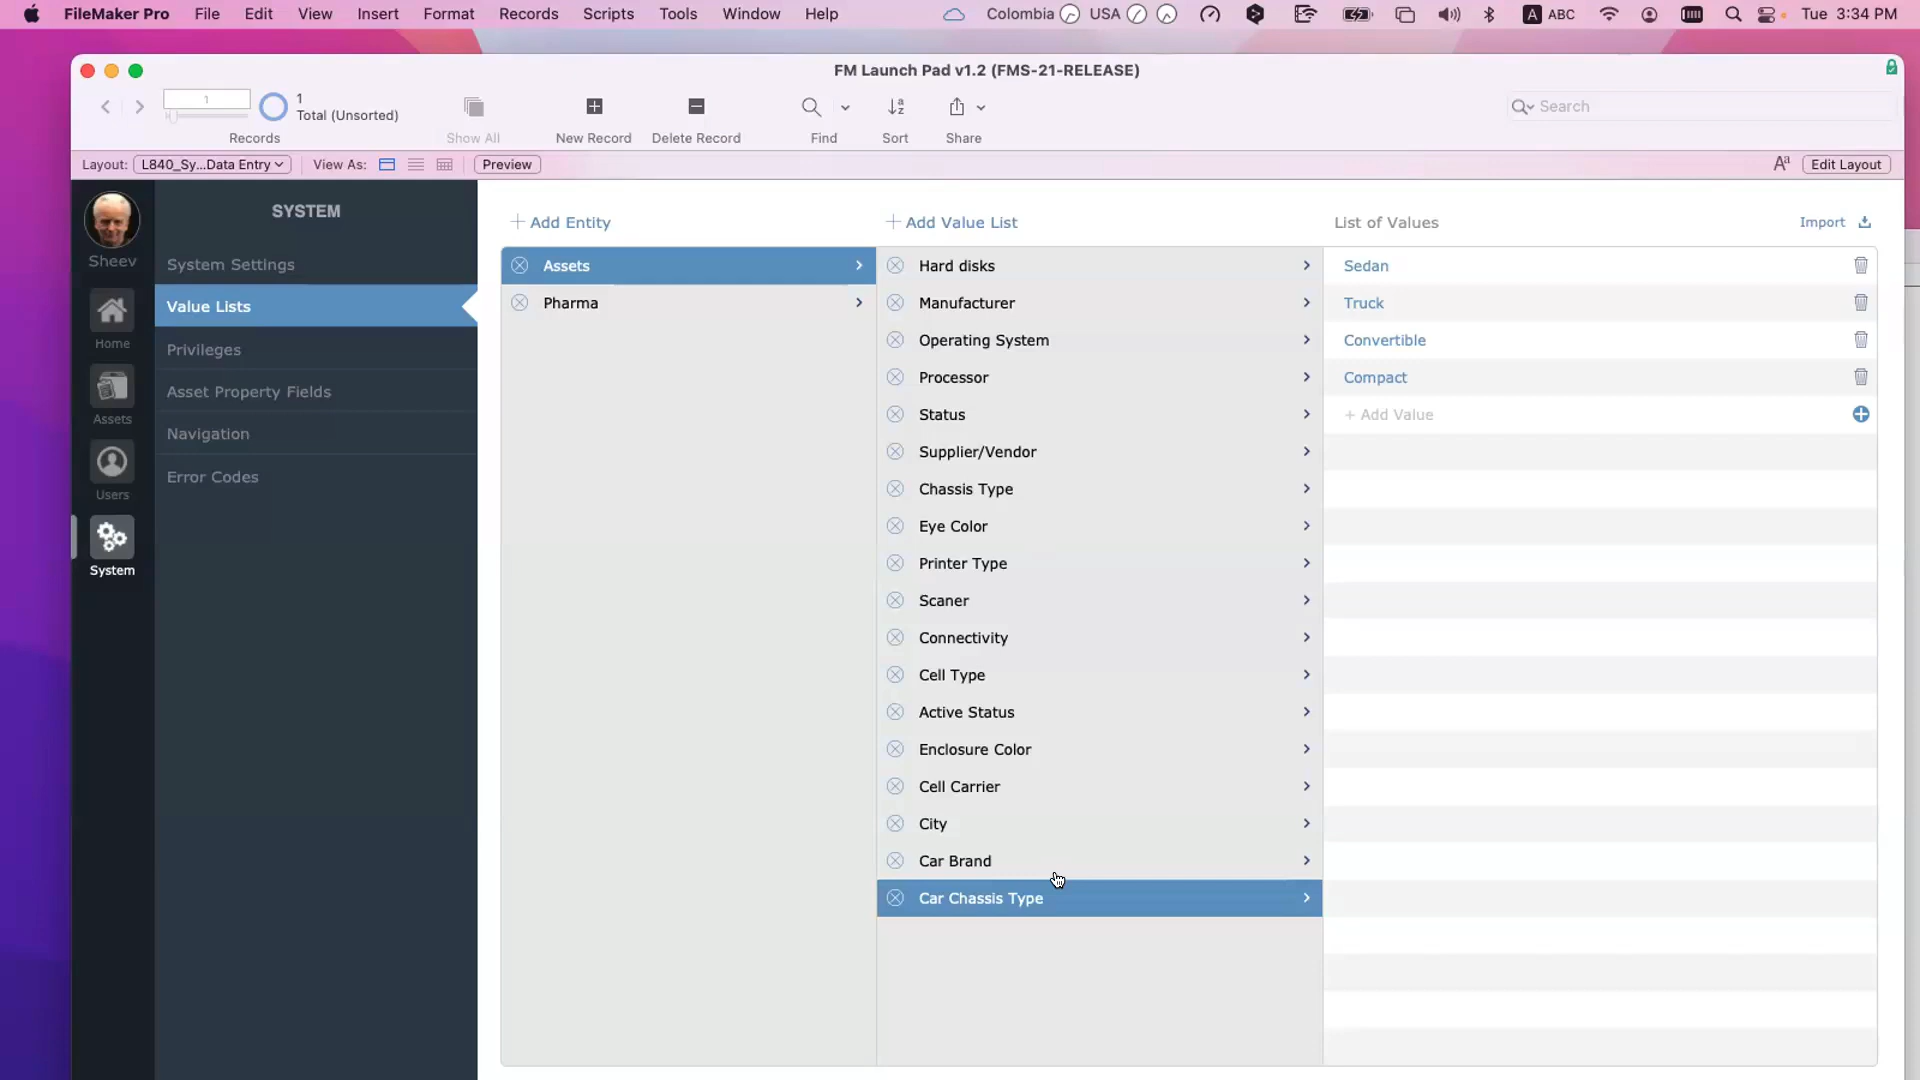 FileMaker Pro File Edit View Insert Format Records Scripts Tools Window Help Colombia USA A ABC Tue 3:34 PM
FM Launch Pad v1.2 (FMS-21-RELEASE)
1
1
Total (Unsorted)
Records
Show All
New Record
Delete Record
Find
Sort
Share
Search
Layout: L840_Sy...Data Entry View As: Preview Aa Edit Layout
Sheev
Home
Assets
Users
System
SYSTEM
System Settings
Value Lists
Privileges
Asset Property Fields
Navigation
Error Codes
+ Add Entity
Assets
Pharma
+ Add Value List
Hard disks
Manufacturer
Operating System
Processor
Status
Supplier/Vendor
Chassis Type
Eye Color
Printer Type
Scaner
Connectivity
Cell Type
Active Status
Enclosure Color
Cell Carrier
City
Car Brand
Car Chassis Type
List of Values Import
Sedan
Truck
Convertible
Compact
+ Add Value